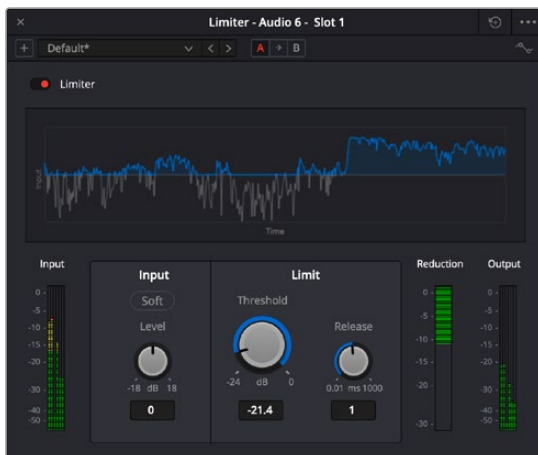 Limiter - Audio 6 - Slot 1
Default*
A B
Limiter
Input
Time
Input
Input
Limit
Reduction
Output
Soft
Threshold
Level
Release
0 -
-5 -
-10 -
-15 -
-20 -
-30 -
-40 -
-50 -
-18 dB 18
0
-24 dB 0
-21.4
0.01 ms 1000
1
0 -
-5 -
-10 -
-15 -
-20 -
-30 -
0 -
-5 -
-10 -
-15 -
-20 -
-30 -
-40 -
-50 -